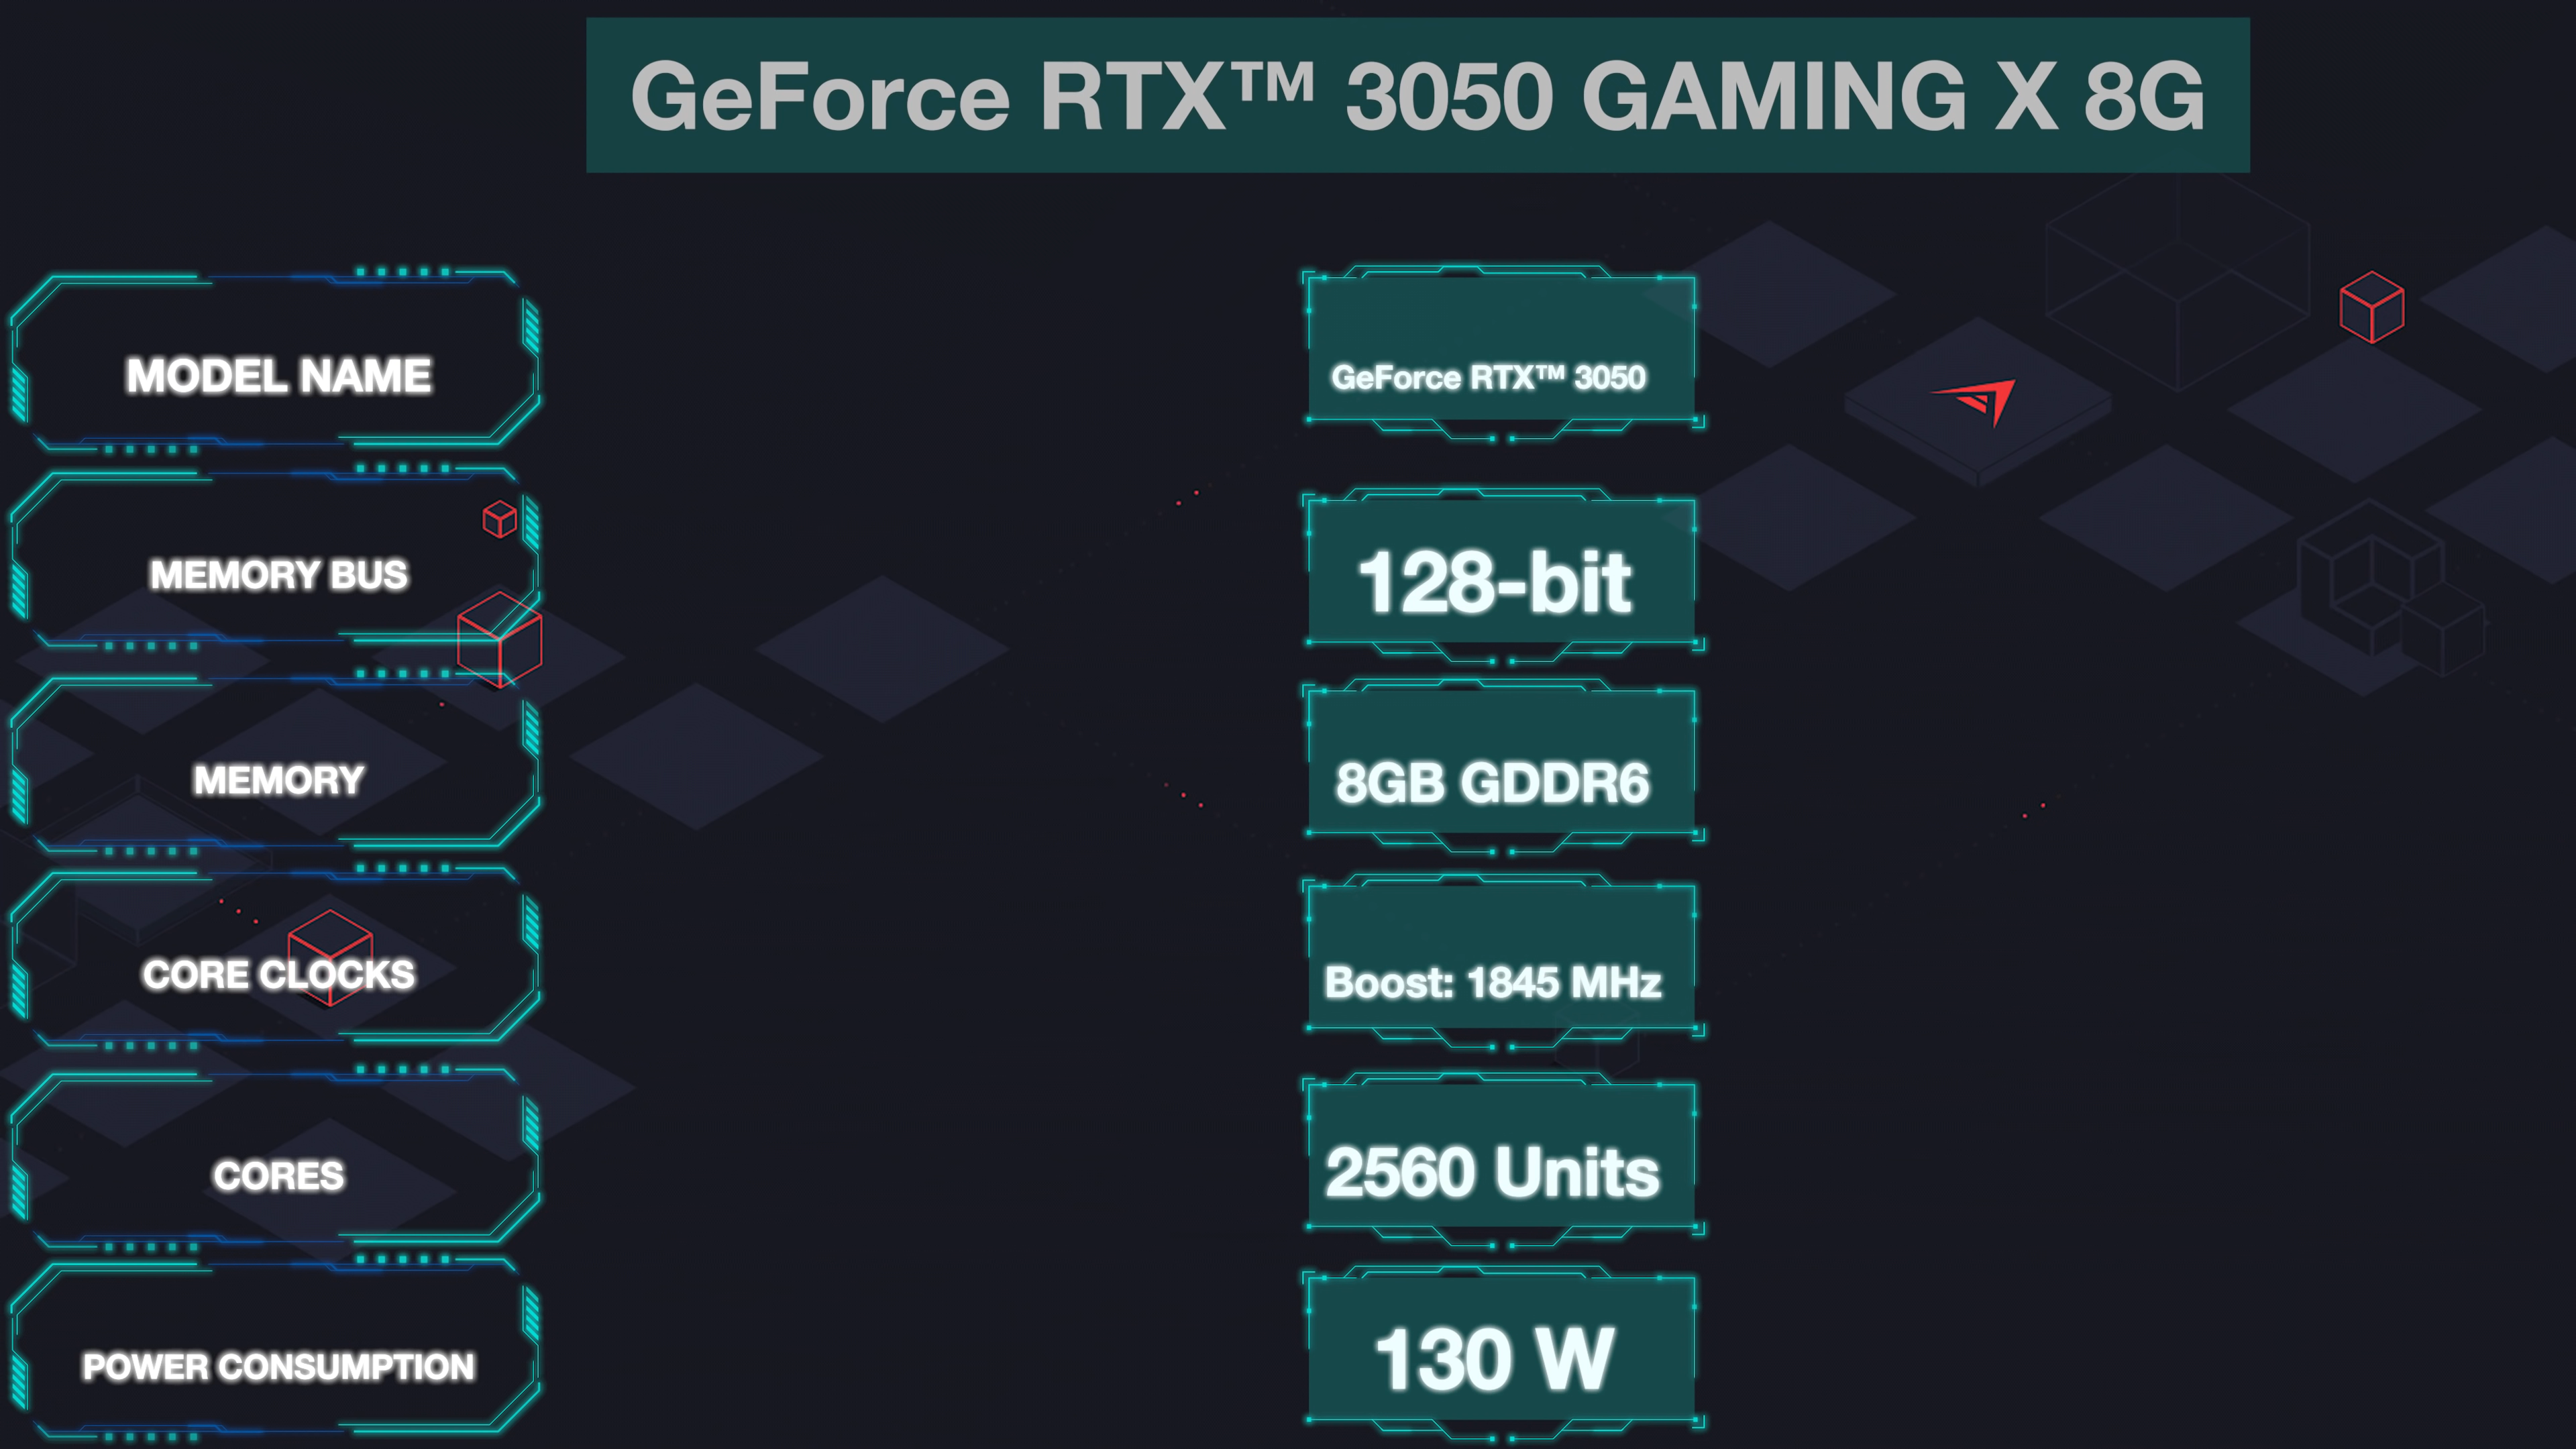 GeForce RTX™ 3050 GAMING X 8G
MODEL NAME
GeForce RTX™ 3050
MEMORY BUS
128-bit
MEMORY
8GB GDDR6
CORE CLOCKS
Boost: 1845 MHz
CORES
2560 Units
POWER CONSUMPTION
130 W